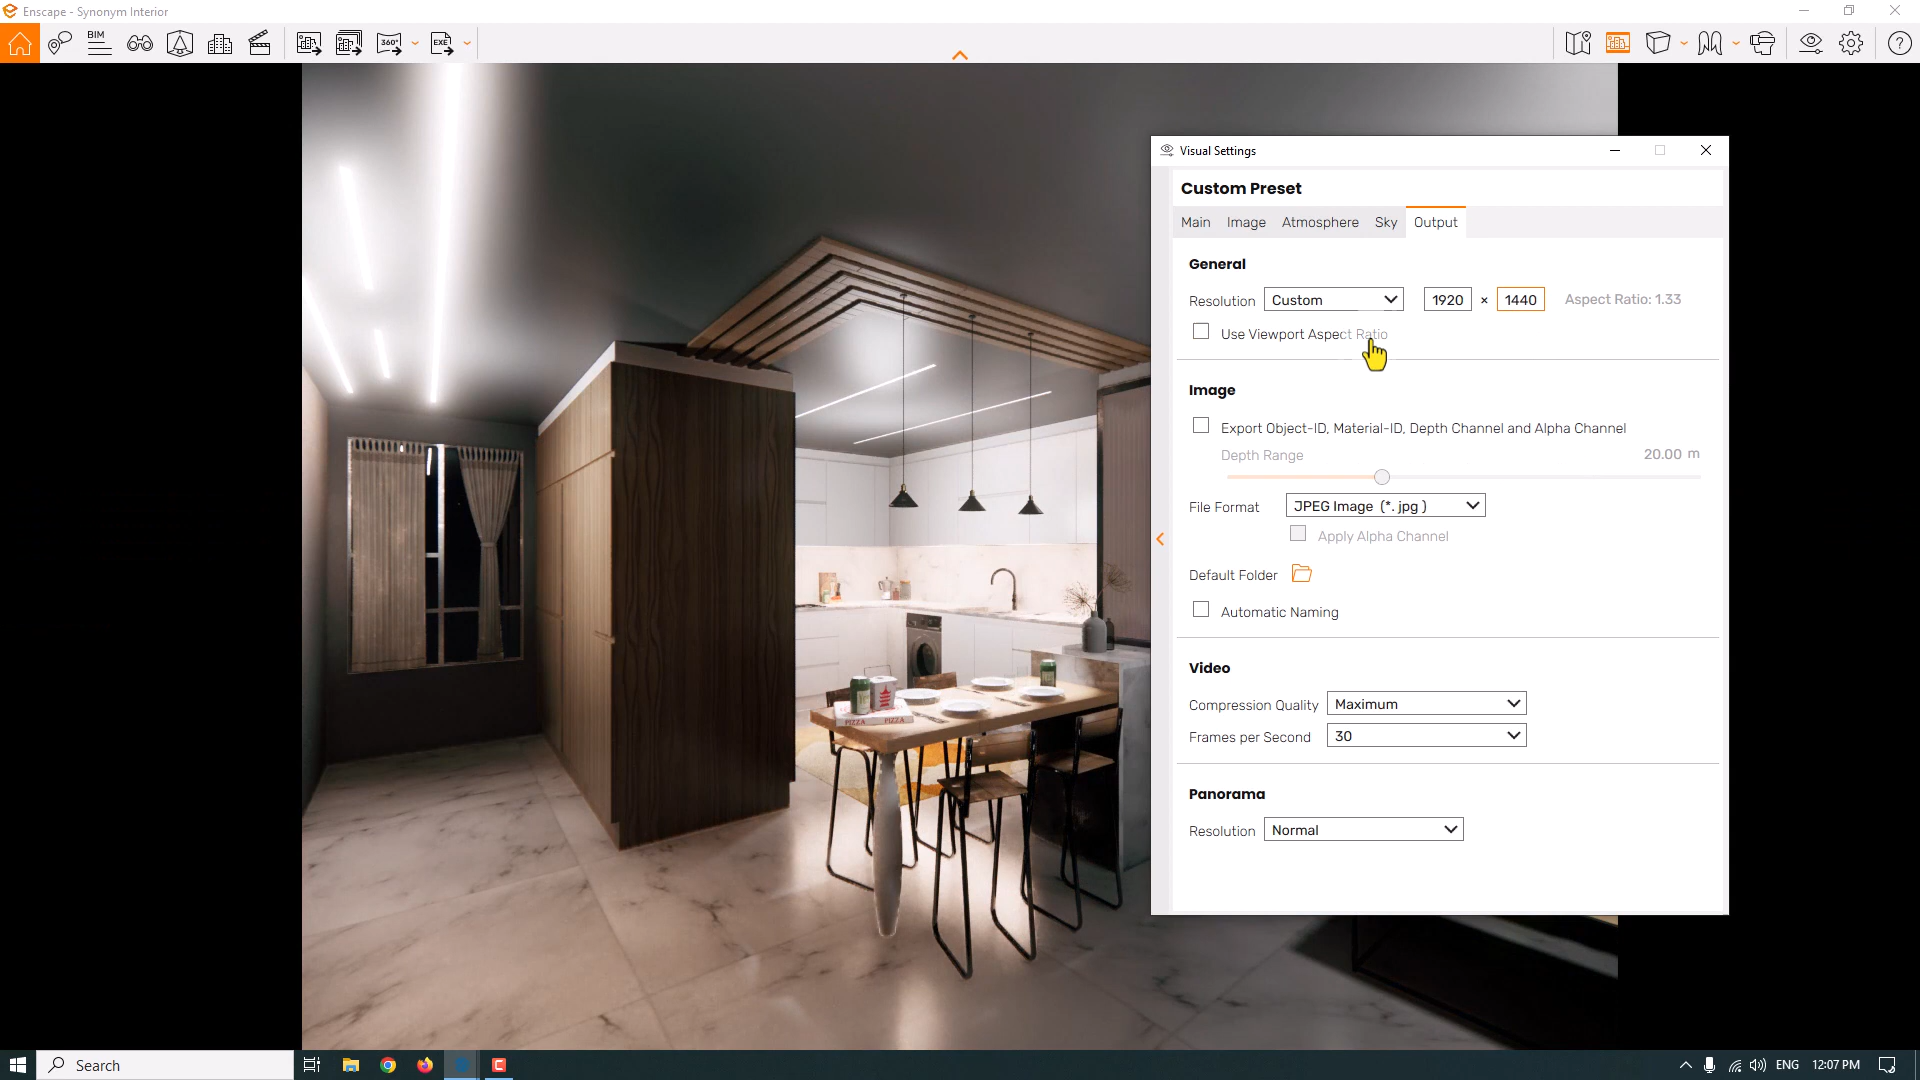 Enscape - Synonym Interior
BIM
360°
EXE
Visual Settings
Custom Preset
Main Image Atmosphere Sky Output
General
Resolution Custom 1920 × 1440 Aspect Ratio: 1.33
Use Viewport Aspect Ratio
Image
Export Object-ID, Material-ID, Depth Channel and Alpha Channel
Depth Range 20.00 m
File Format JPEG Image (*. jpg )
Apply Alpha Channel
Default Folder
Automatic Naming
Video
Compression Quality Maximum
Frames per Second 30
Panorama
Resolution Normal
PIZZA PIZZA
Search
ENG 12:07 PM